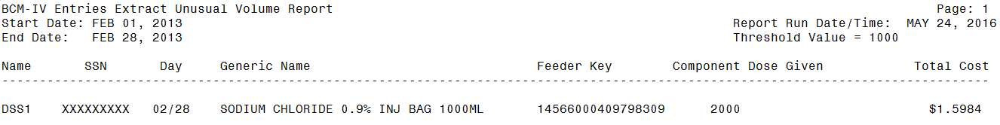 BCM-IV Entries Extract Unusual Volume Report Page: 1
Start Date: FEB 01, 2013 Report Run Date/Time: MAY 24, 2016
End Date: FEB 28, 2013 Threshold Value = 1000
Name SSN Day Generic Name Feeder Key Component Dose Given Total Cost
-----------------------------------------------------------------------------------------------------------------------------------
DSS1 XXXXXXXXX 02/28 SODIUM CHLORIDE 0.9% INJ BAG 1000ML 14566000409798309 2000 $1.5984